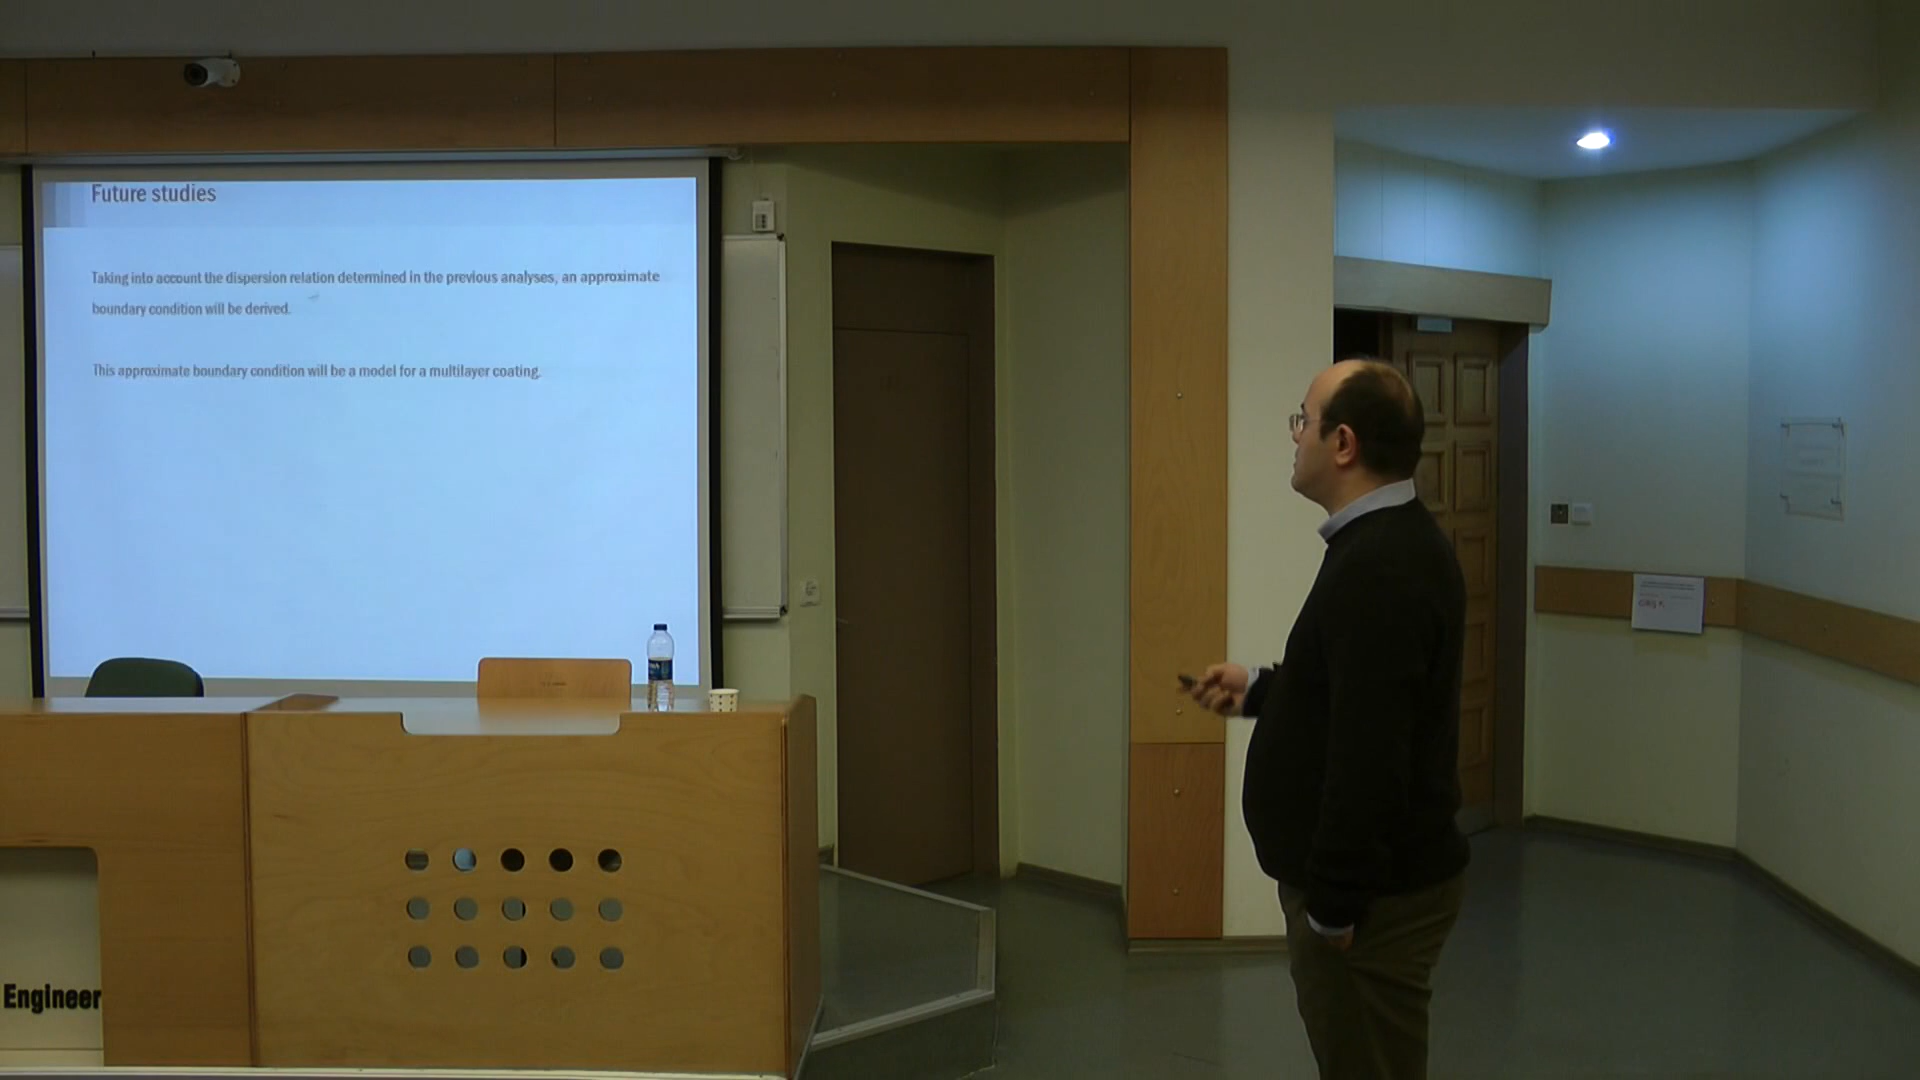 Future studies
Taking into account the dispersion relation determined in the previous analyses, an approximate
boundary condition will be derived.
This approximate boundary condition will be a model for a multilayer coating.
Engineer